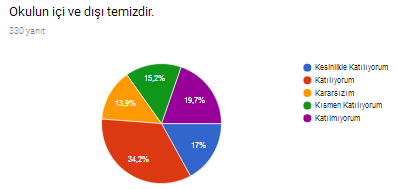 Okulun içi ve dışı temizdir.
330 yanıt
15,2%
19,7%
13,9%
34,2%
17%
Kesinlikle Katılıyorum
Katılıyorum
Kararsızım
Kısmen Katılıyorum
Katılmıyorum